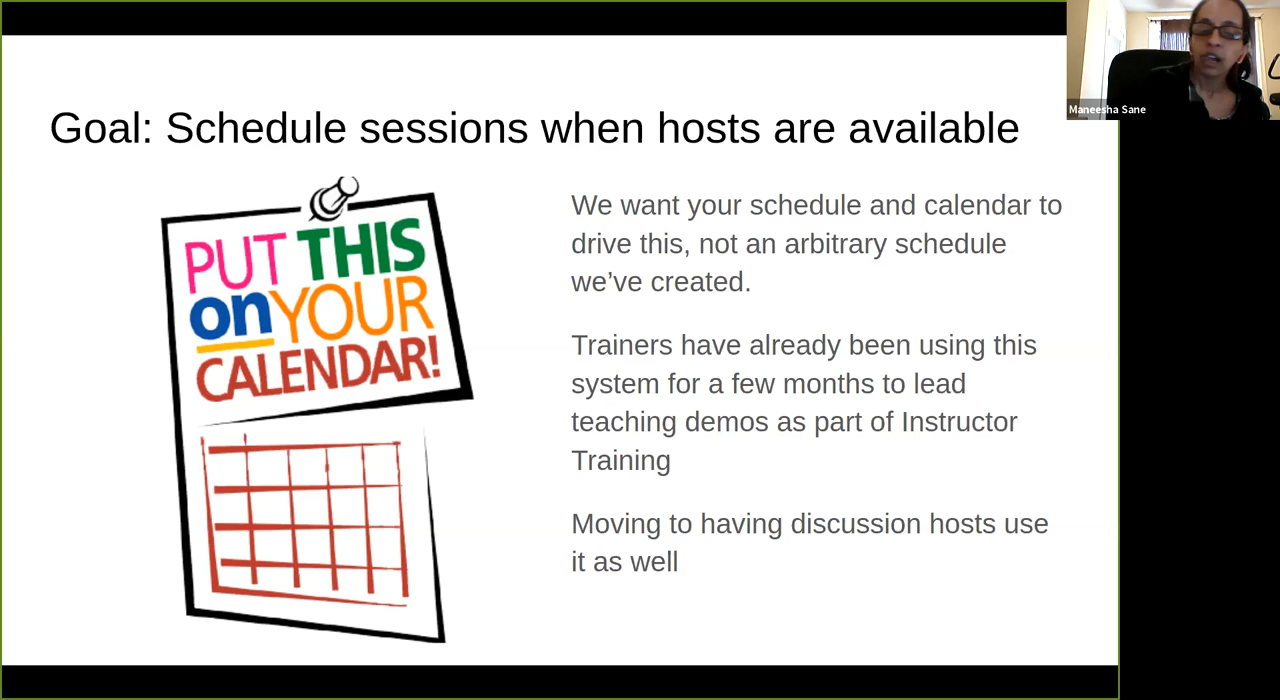 Maneesha Sane
Goal: Schedule sessions when hosts are available
PUT THIS
on YOUR
CALENDAR!
We want your schedule and calendar to
drive this, not an arbitrary schedule
we’ve created.
Trainers have already been using this
system for a few months to lead
teaching demos as part of Instructor
Training
Moving to having discussion hosts use
it as well